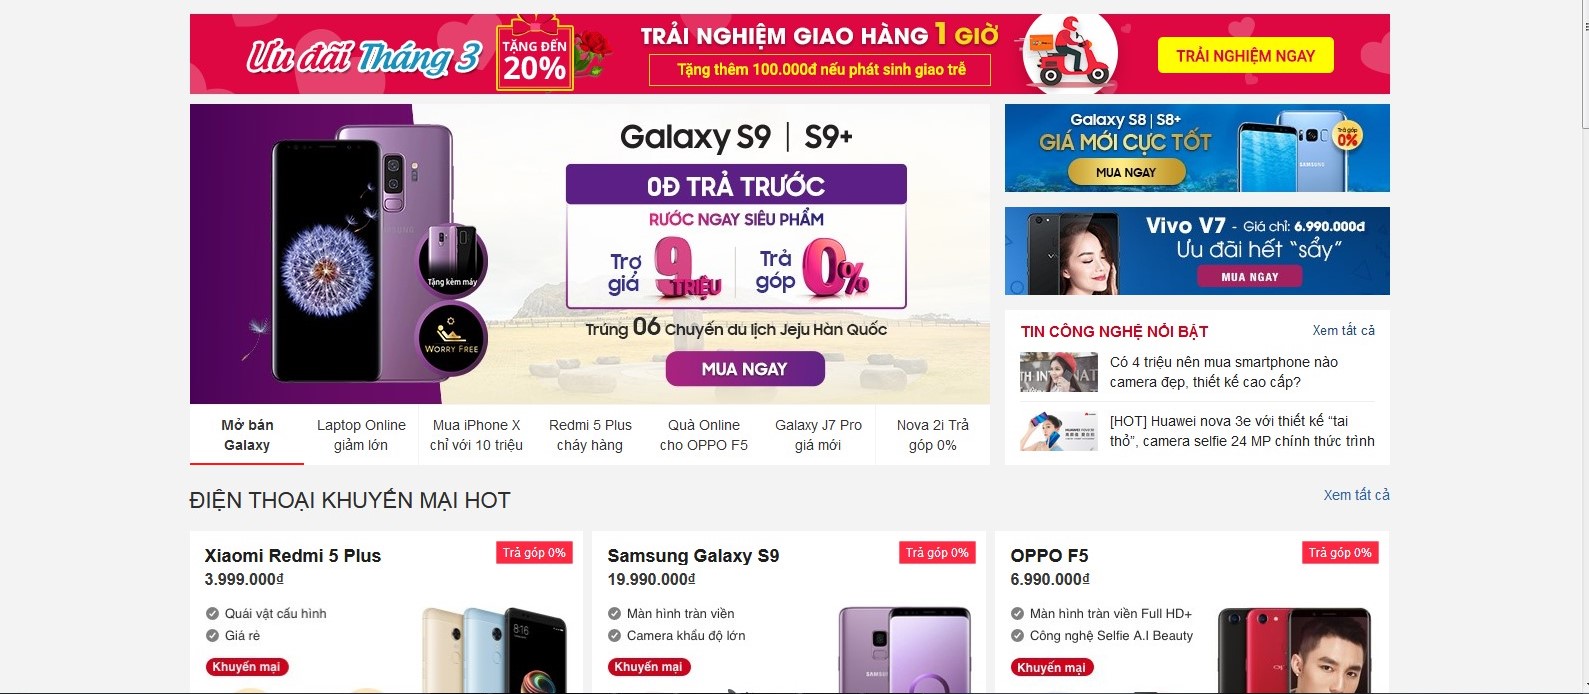 Ưu đãi Tháng 3
TẶNG ĐẾN
20%
TRẢI NGHIỆM GIAO HÀNG 1 GIỜ
Tặng thêm 100.000đ nếu phát sinh giao trễ
TRẢI NGHIỆM NGAY
Galaxy S9 | S9+
0Đ TRẢ TRƯỚC
RƯỚC NGAY SIÊU PHẨM
Trợ giá 9 TRIỆU
Trả góp 0%
Trúng 06 Chuyến du lịch Jeju Hàn Quốc
MUA NGAY
SAMSUNG
Tặng kèm máy
WORRY FREE
Galaxy S8 | S8+
GIÁ MỚI CỰC TỐT
MUA NGAY
Trả góp
0%
SAMSUNG
Vivo V7 - Giá chỉ: 6.990.000đ
Ưu đãi hết “sẩy”
MUA NGAY
TIN CÔNG NGHỆ NỔI BẬT
Xem tất cả
Có 4 triệu nên mua smartphone nào
camera đẹp, thiết kế cao cấp?
[HOT] Huawei nova 3e với thiết kế “tai
thỏ”, camera selfie 24 MP chính thức trình
Mở bán
Galaxy
Laptop Online
giảm lớn
Mua iPhone X
chỉ với 10 triệu
Redmi 5 Plus
cháy hàng
Quà Online
cho OPPO F5
Galaxy J7 Pro
giá mới
Nova 2i Trả
góp 0%
ĐIỆN THOẠI KHUYẾN MẠI HOT
Xem tất cả
Xiaomi Redmi 5 Plus
Trả góp 0%
3.999.000₫
Quái vật cấu hình
Giá rẻ
Khuyến mại
8:16
Samsung Galaxy S9
Trả góp 0%
19.990.000₫
Màn hình tràn viền
Camera khẩu độ lớn
Khuyến mại
OPPO F5
Trả góp 0%
6.990.000₫
Màn hình tràn viền Full HD+
Công nghệ Selfie A.I Beauty
Khuyến mại